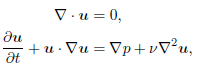 ∇ · u = 0,
∂u/∂t + u · ∇u = ∇p + ν∇²u,